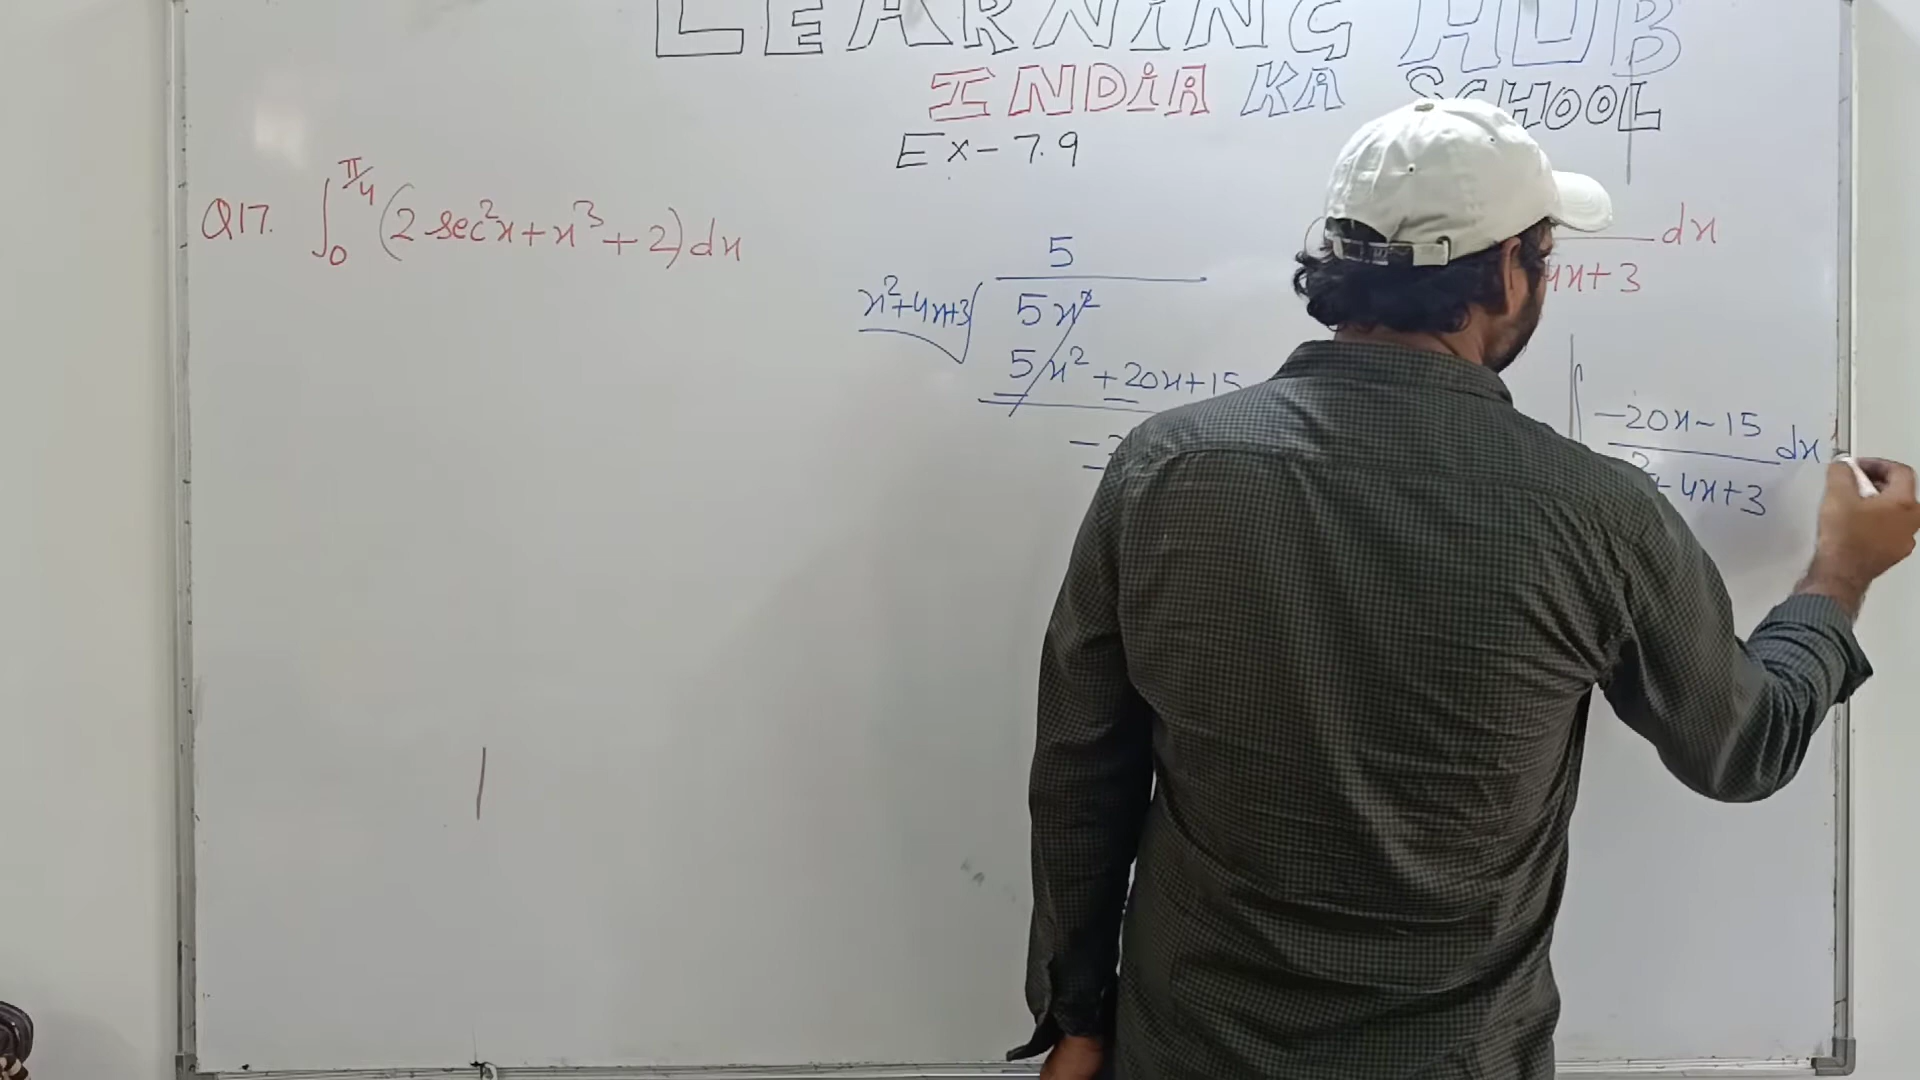 LEARNING HUB
INDIA KA SCHOOL
Ex-7.9
Q17. ∫₀^π/4 (2 sec²x + x³ + 2) dx
dx
4x+3
5
x²+4x+3 5x²
5x² + 20x + 15
∫ -20x-15 dx
4x+3